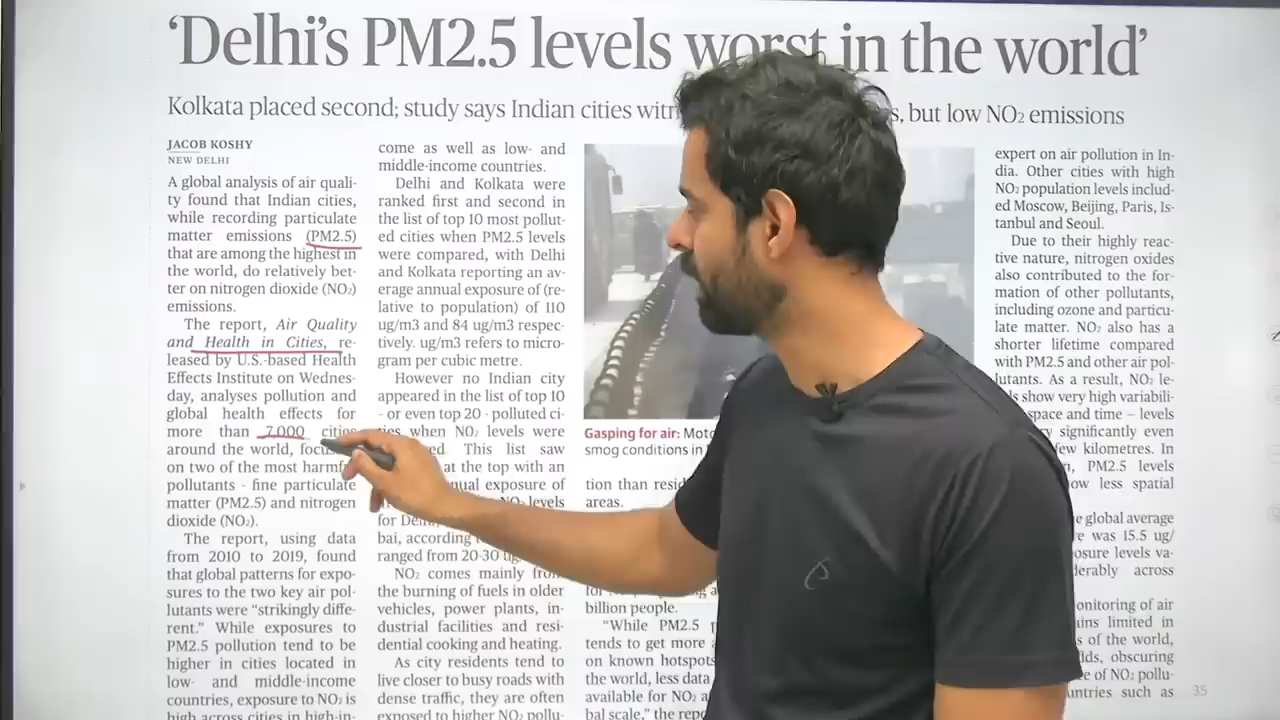 ‘Delhi’s PM2.5 levels worst in the world’
Kolkata placed second; study says Indian cities
s, but low NO₂ emissions
JACOB KOSHY
NEW DELHI
A global analysis of air quali-
ty found that Indian cities,
while recording particulate
matter emissions (PM2.5)
that are among the highest in
the world, do relatively bet-
ter on nitrogen dioxide (NO₂)
emissions.
The report, Air Quality
and Health in Cities, re-
leased by U.S.-based Health
Effects Institute on Wednes-
day, analyses pollution and
global health effects for
more than 7,000 cities
around the world,
on two of the most
pollutants - fine particulate
matter (PM2.5) and nitrogen
dioxide (NO₂).
The report, using data
from 2010 to 2019, found
that global patterns for expo-
sures to the two key air pol-
lutants were “strikingly diffe-
rent.” While exposures to
PM2.5 pollution tend to be
higher in cities located in
low- and middle-income
countries, exposure to NO₂ is
high across cities in high-in-
come as well as low- and
middle-income countries.
Delhi and Kolkata were
ranked first and second in
the list of top 10 most pollut-
ed cities when PM2.5 levels
were compared, with Delhi
and Kolkata reporting an av-
erage annual exposure of (re-
lative to population) of 110
ug/m3 and 84 ug/m3 respec-
tively. ug/m3 refers to micro-
gram per cubic metre.
However no Indian city
appeared in the list of top 10
- or even top 20 - polluted ci-
ties when NO₂ levels were
ed This list saw
at the top with an
nual exposure of
NO₂ levels
for
bai, according
ranged from 20-30
NO₂ comes mainly from
the burning of fuels in older
vehicles, power plants, in-
dustrial facilities and resi-
dential cooking and heating.
As city residents tend to
live closer to busy roads with
dense traffic, they are often
exposed to higher NO₂ pollu-
Gasping for air:
smog conditions in
tion than
areas.
billion people.
“While PM2.5
tends to get more
on known hotspots
the world, less data
available for NO₂
bal scale,” the
expert on air pollution in In-
dia. Other cities with high
NO₂ population levels includ-
ed Moscow, Beijing, Paris, Is-
tanbul and Seoul.
Due to their highly reac-
tive nature, nitrogen oxides
also contributed to the for-
mation of other pollutants,
including ozone and particu-
late matter. NO₂ also has a
shorter lifetime compared
with PM2.5 and other air pol-
lutants. As a result, NO₂ le-
show very high variabili-
space and time – levels
significantly even
few kilometres. In
PM2.5 levels
less spatial
global average
was 15.5 ug/
levels va-
across
of air
limited in
of the world,
obscuring
of NO₂ pollu-
such as
35